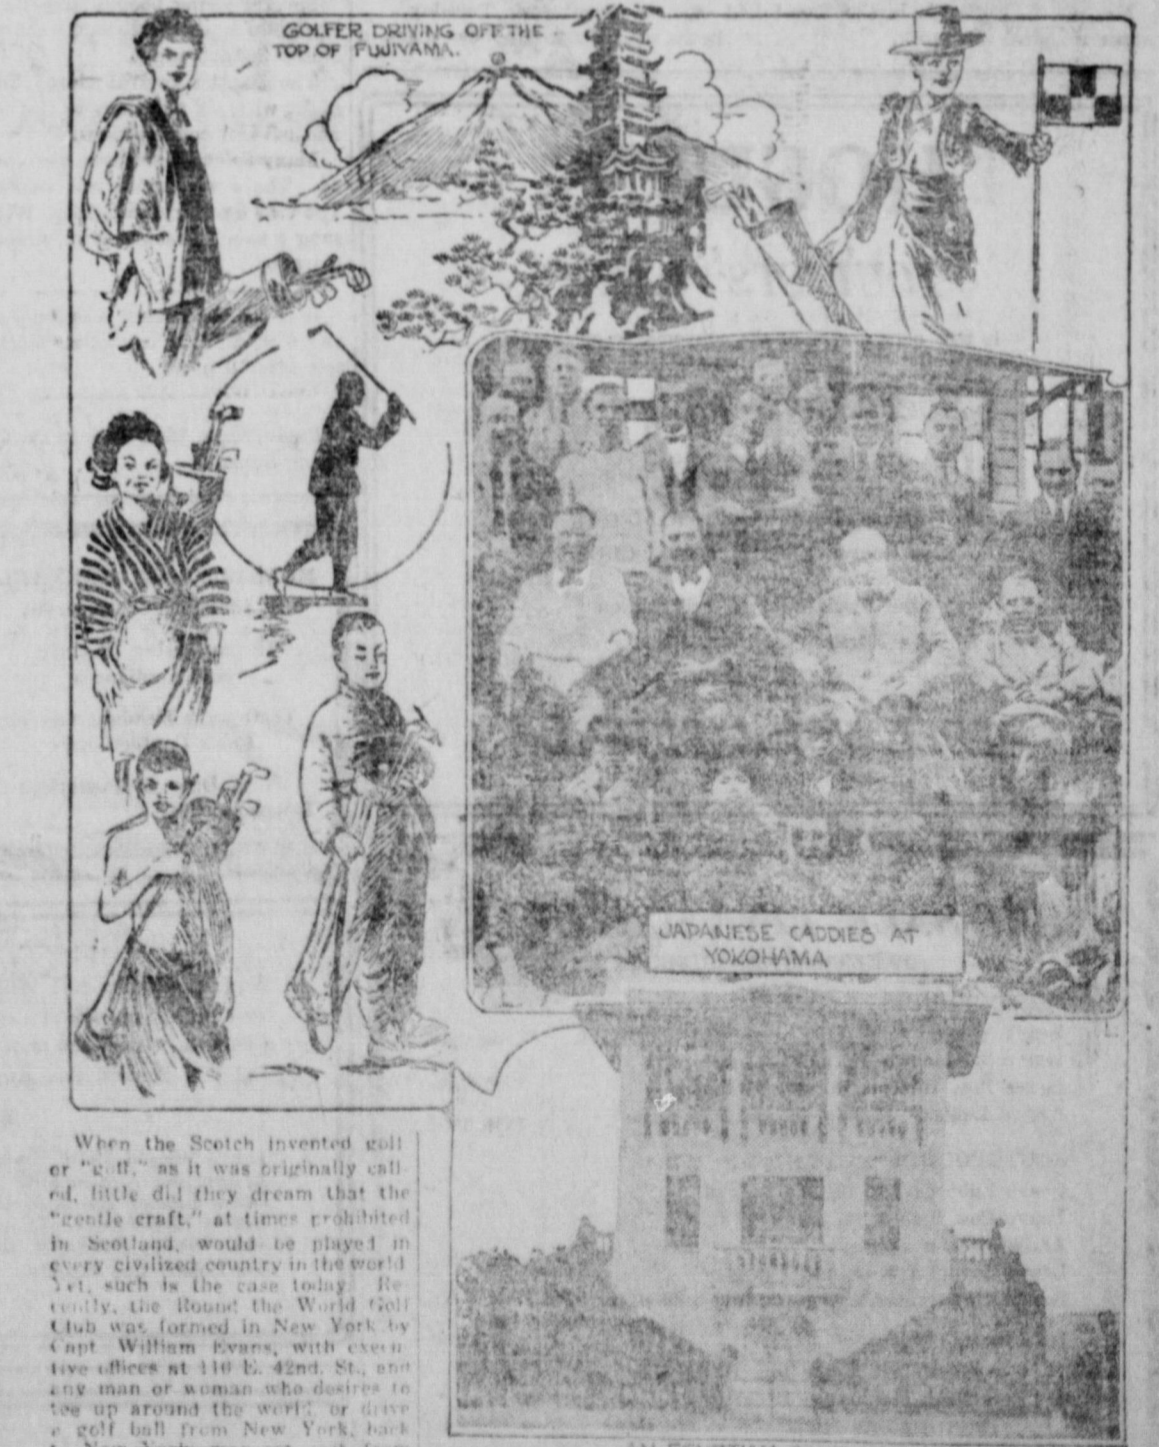 GOLFER DRIVING OFF THE
TOP OF FUJIYAMA.
JAPANESE CADDIES AT
YOKOHAMA
When the Scotch invented golf
or "goff," as it was originally call-
ed, little did they dream that the
"gentle craft," at times prohibited
in Scotland, would be played in
every civilized country in the world
Yet, such is the case today. Re-
cently, the Round the World Golf
Club was formed in New York by
Capt. William Evans, with execu-
tive offices at 110 E. 42nd. St., and
any man or woman who desires to
tee up around the world, or drive
a golf ball from New York, back